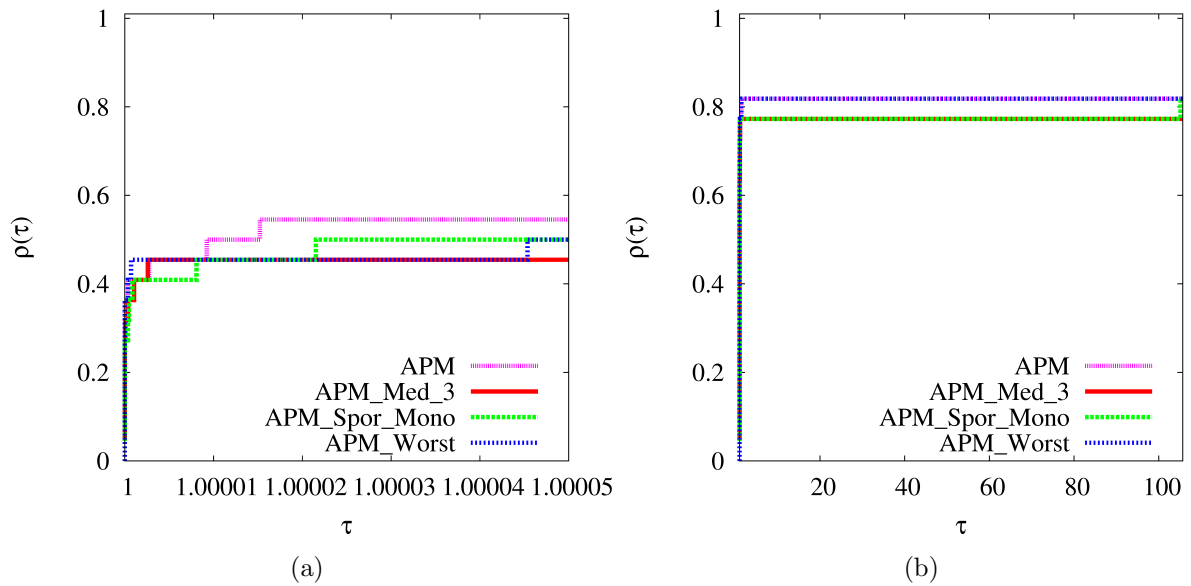 1
0.8
0.6
ρ(τ)
0.4
0.2
0
APM
APM_Med_3
APM_Spor_Mono
APM_Worst
1 1.00001 1.00002 1.00003 1.00004 1.00005
τ
(a)
1
0.8
0.6
ρ(τ)
0.4
0.2
0
APM
APM_Med_3
APM_Spor_Mono
APM_Worst
20 40 60 80 100
τ
(b)